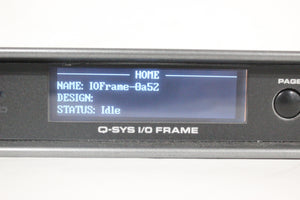 HOME
NAME: IOFrame-0a52
DESIGN:
STATUS: Idle
PAGE
Q-SYS I/O FRAME